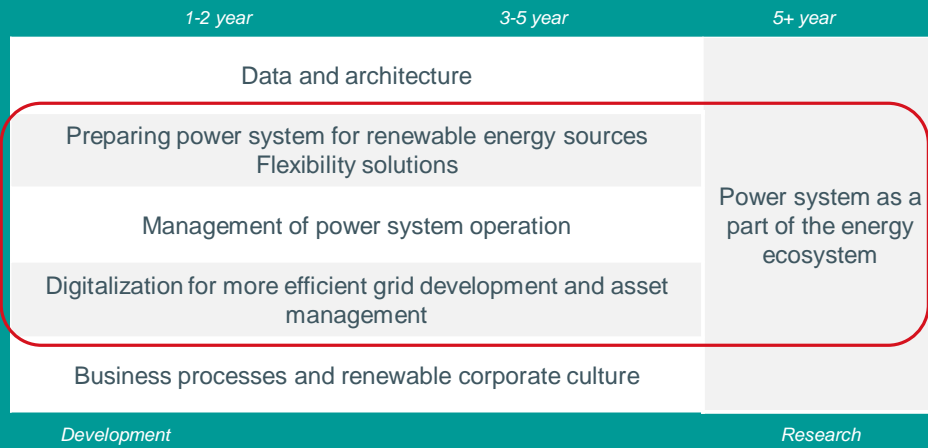 1-2 year
3-5 year
5+ year
Data and architecture
Preparing power system for renewable energy sources
Flexibility solutions
Management of power system operation
Digitalization for more efficient grid development and asset
management
Business processes and renewable corporate culture
Power system as a
part of the energy
ecosystem
Development
Research